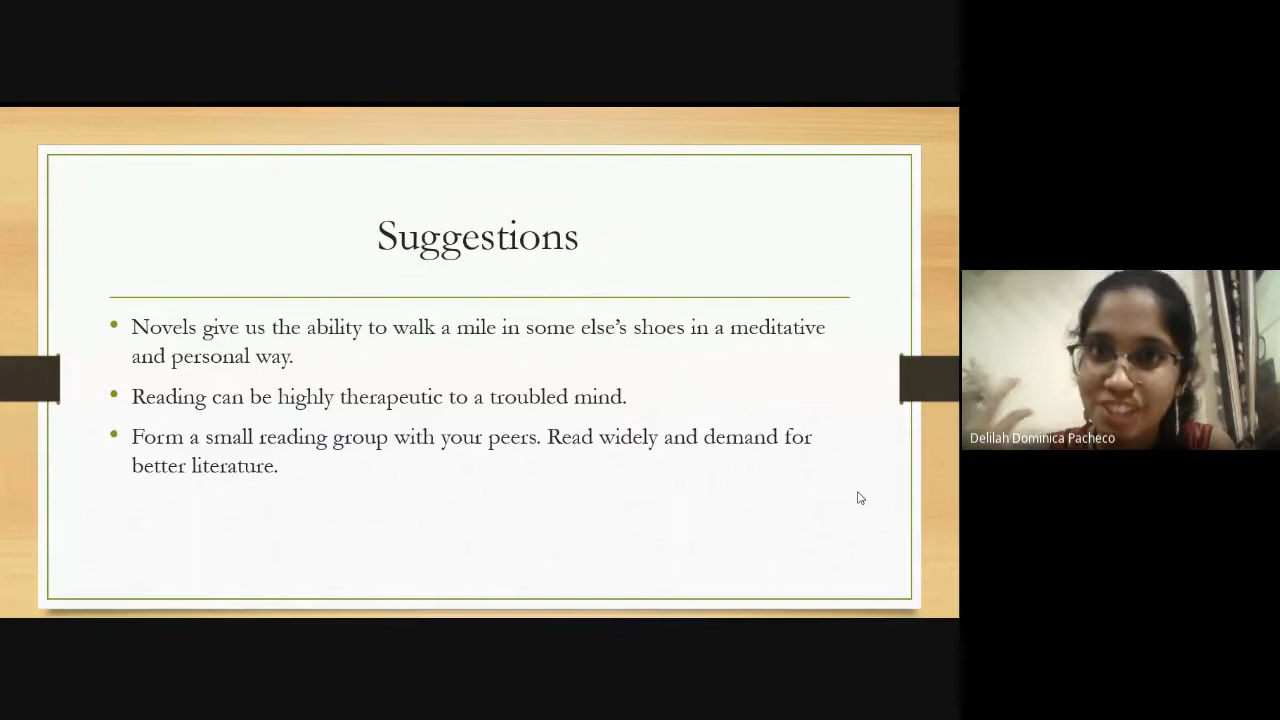 Suggestions
• Novels give us the ability to walk a mile in some else's shoes in a meditative
and personal way.
• Reading can be highly therapeutic to a troubled mind.
• Form a small reading group with your peers. Read widely and demand for
better literature.
Delilah Dominica Pacheco